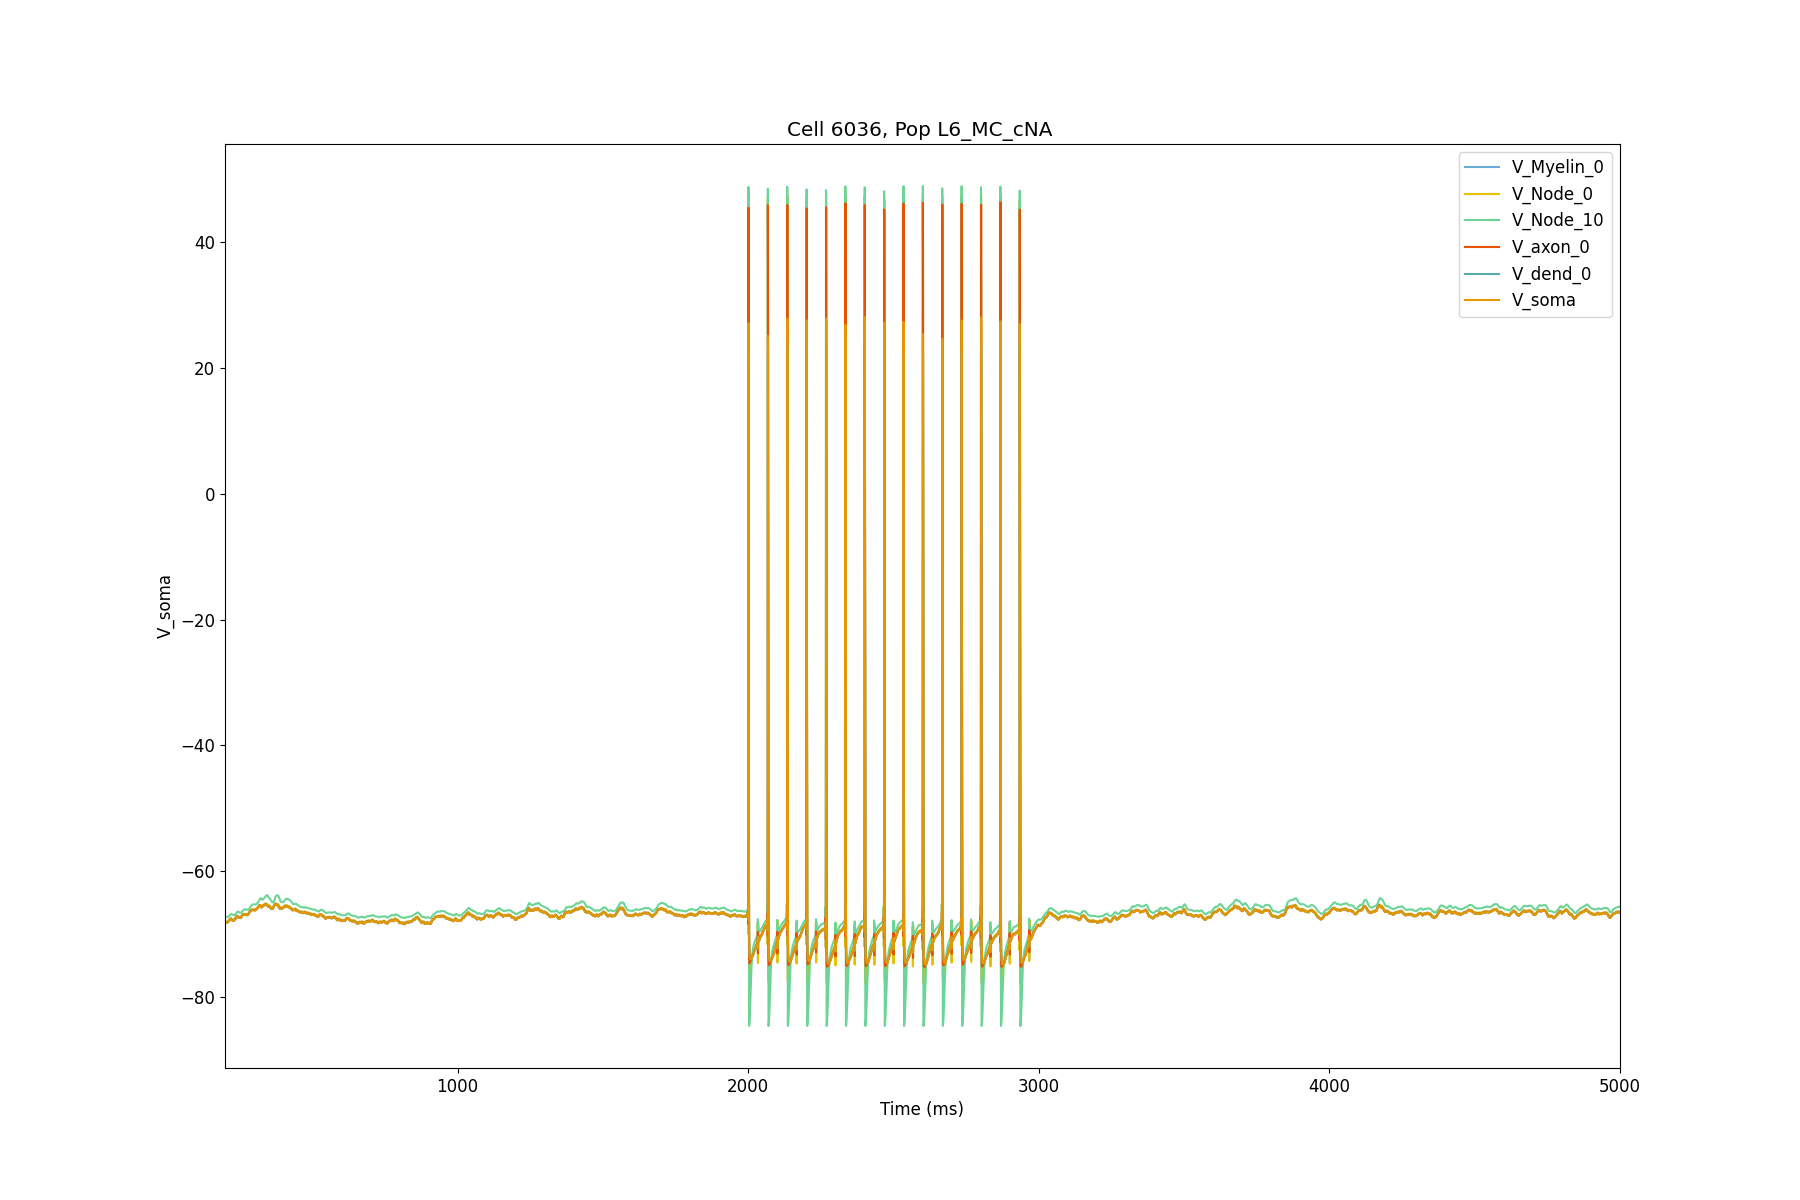 Cell 6036, Pop L6_MC_cNA
V_Myelin_0
V_Node_0
V_Node_10
V_axon_0
V_dend_0
V_soma
40
20
0
−20
−40
−60
−80
V_soma
1000 2000 3000 4000 5000
Time (ms)